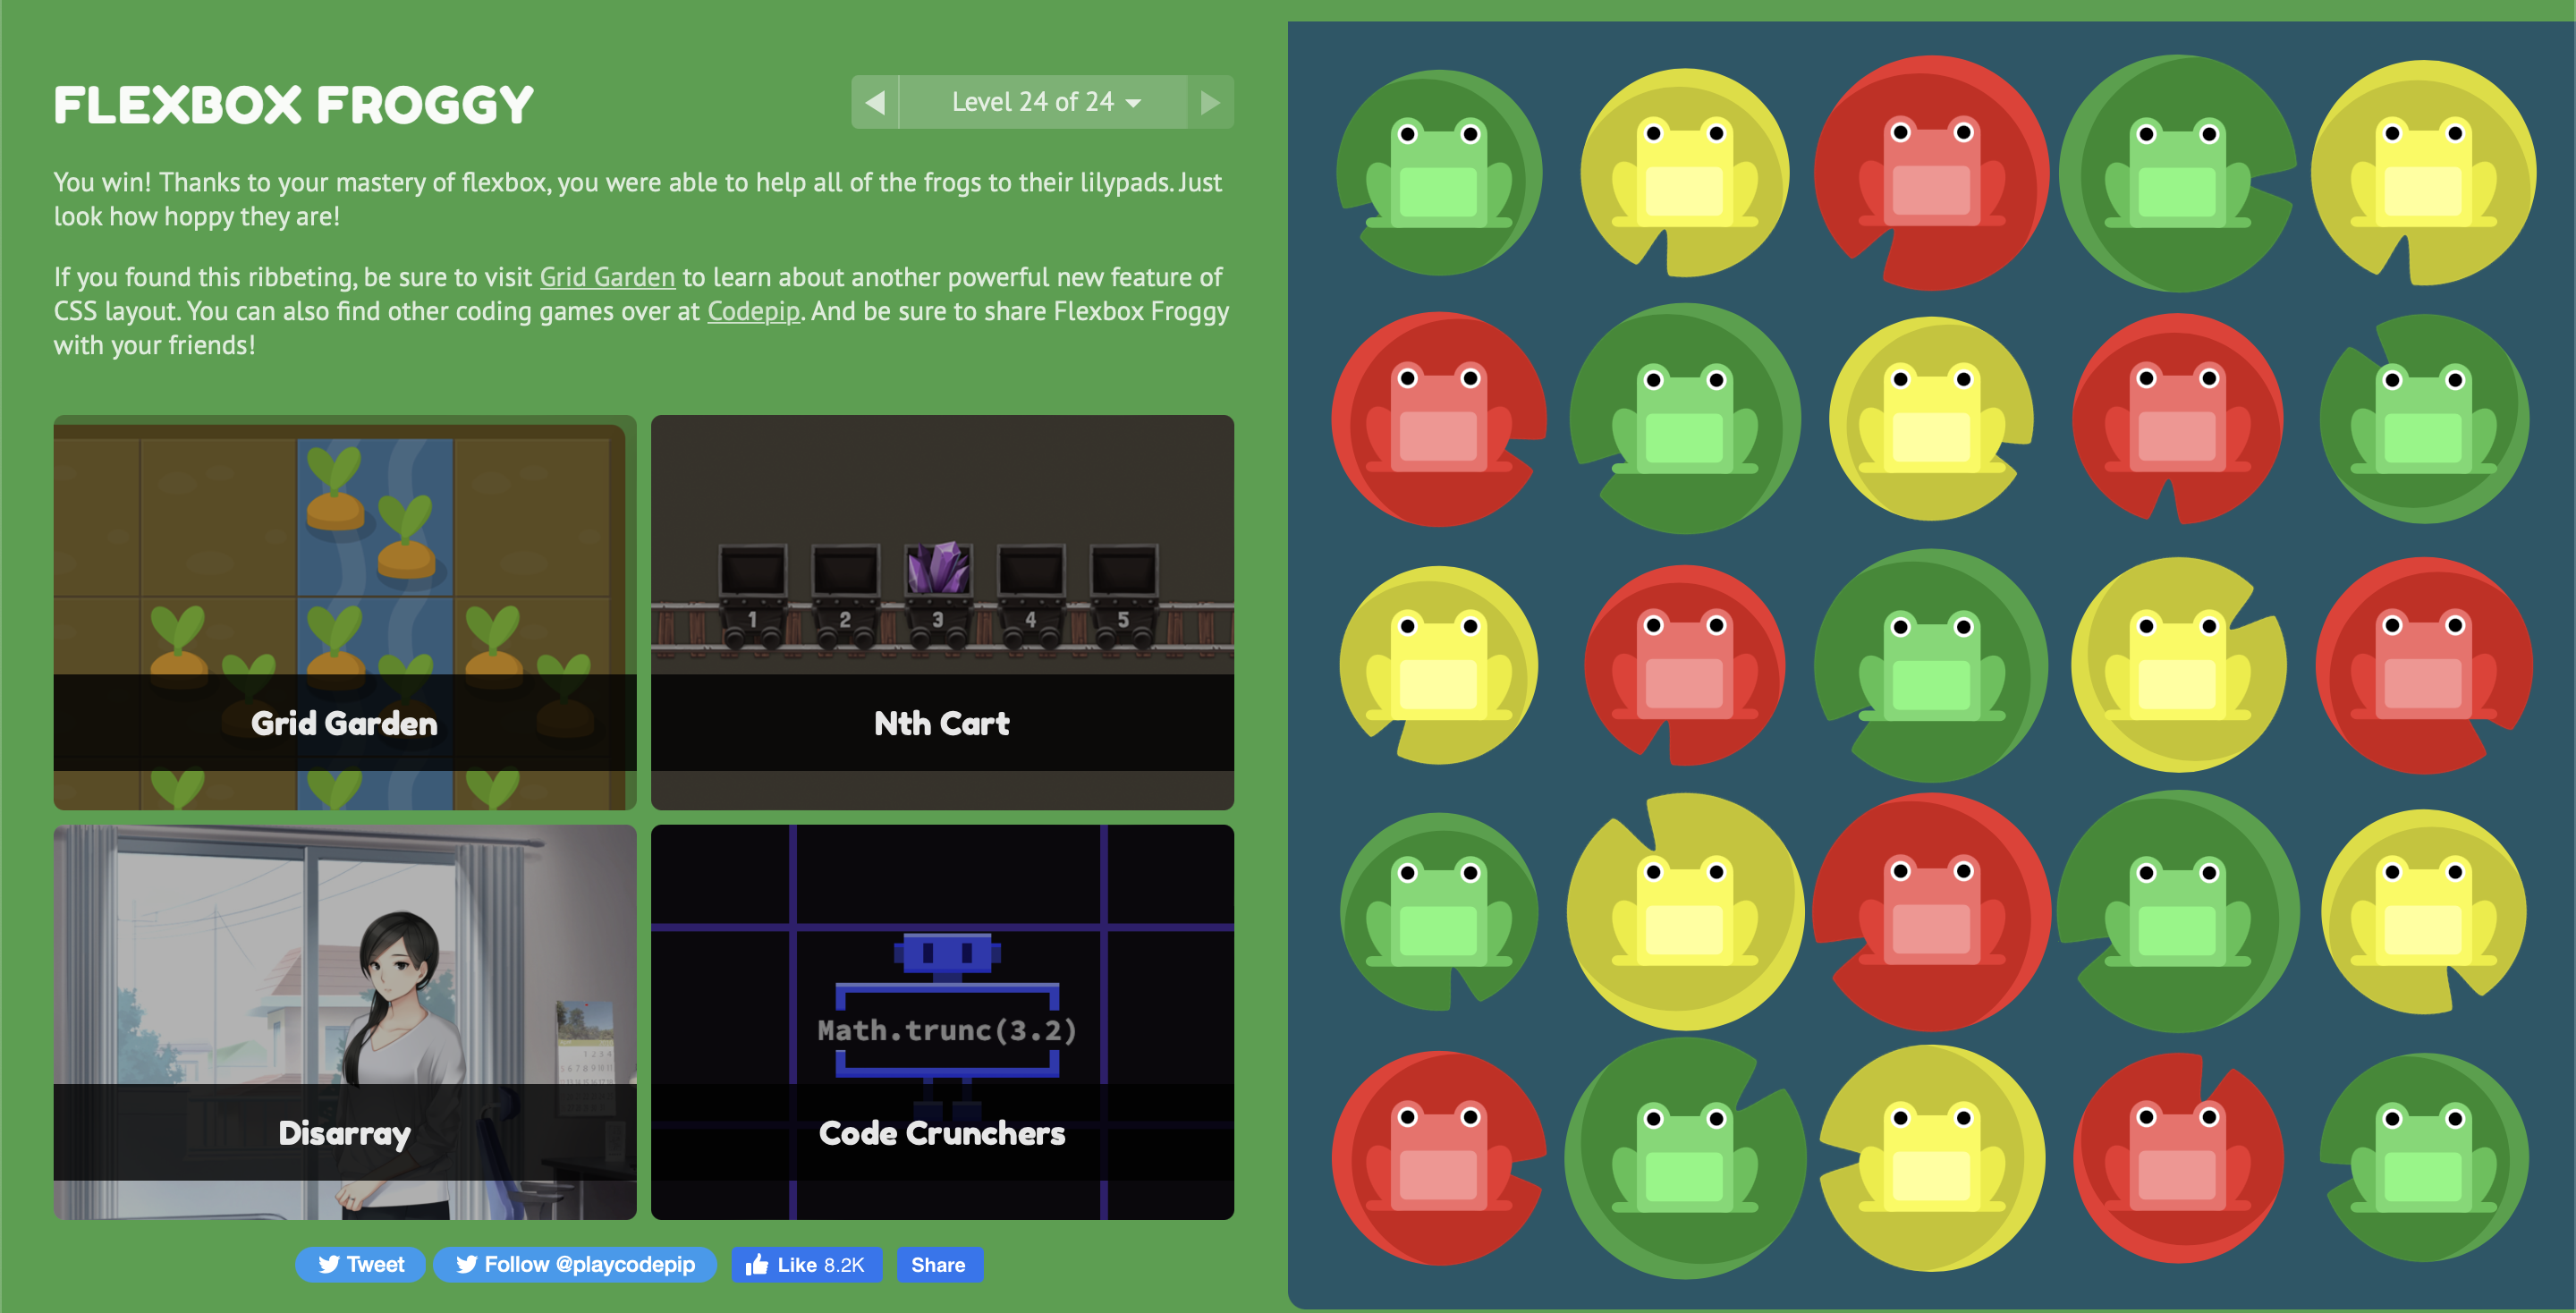 FLEXBOX FROGGY
Level 24 of 24
You win! Thanks to your mastery of flexbox, you were able to help all of the frogs to their lilypads. Just
look how hoppy they are!
If you found this ribbeting, be sure to visit Grid Garden to learn about another powerful new feature of
CSS layout. You can also find other coding games over at Codepip. And be sure to share Flexbox Froggy
with your friends!
Grid Garden
1 2 3 4 5
Nth Cart
Disarray
Math.trunc(3.2)
Code Crunchers
Tweet
Follow @playcodepip
Like 8.2K
Share